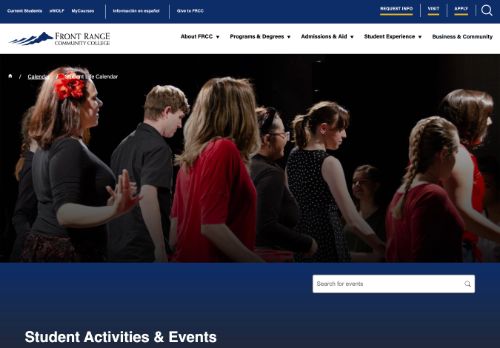 Current Students eWOLF MyCourses Información en español Give to FRCC REQUEST INFO VISIT APPLY
FRONT RANGE
COMMUNITY COLLEGE
About FRCC Programs & Degrees Admissions & Aid Student Experience Business & Community
/ Calendar / Student Life Calendar
Search for events
Student Activities & Events